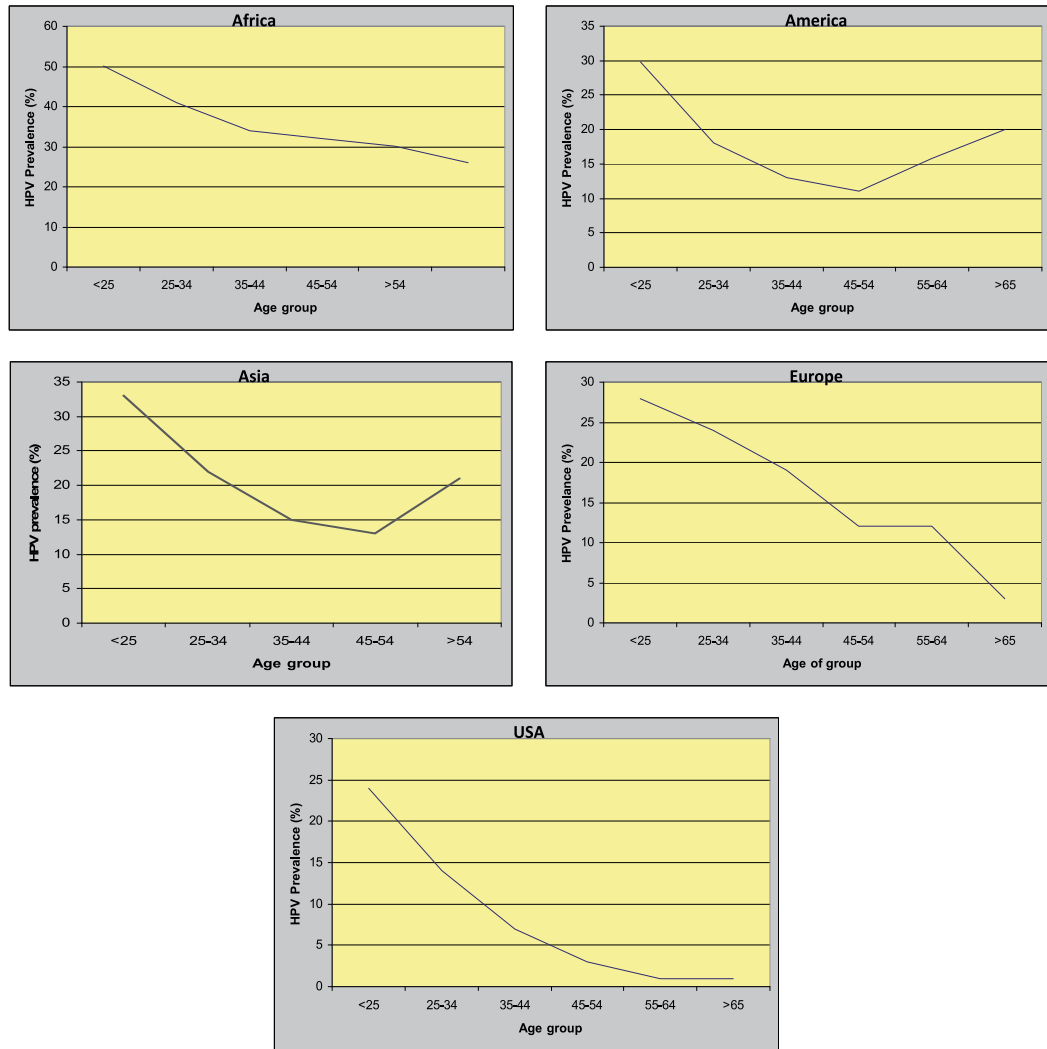 Africa
HPV Prevalence (%)
60
50
40
30
20
10
0
<25 25-34 35-44 45-54 >54
Age group
America
HPV Prevalence (%)
35
30
25
20
15
10
5
0
<25 25-34 35-44 45-54 55-64 >65
Age group
Asia
HPV prevalence (%)
35
30
25
20
15
10
5
0
<25 25-34 35-44 45-54 >54
Age group
Europe
HPV Prevelance (%)
30
25
20
15
10
5
0
<25 25-34 35-44 45-54 55-64 >65
Age of group
USA
HPV Prevalence (%)
30
25
20
15
10
5
0
<25 25-34 35-44 45-54 55-64 >65
Age group